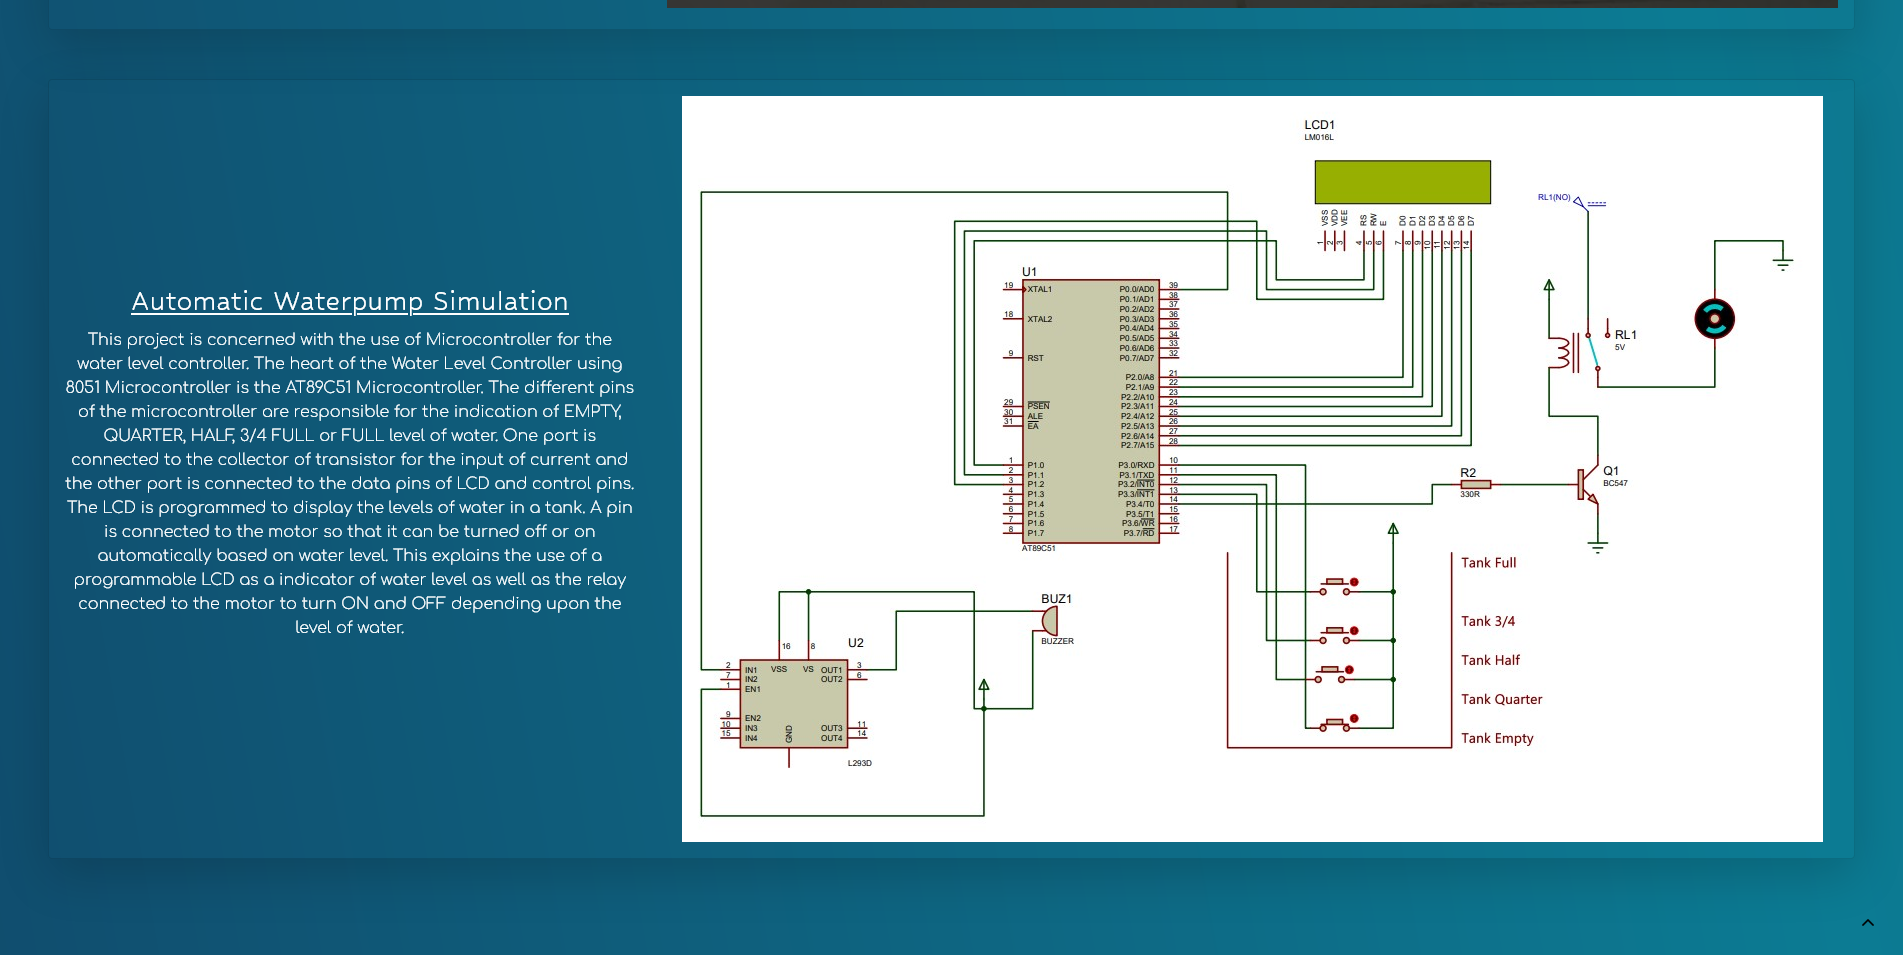 Automatic Waterpump Simulation
This project is concerned with the use of Microcontroller for the
water level controller. The heart of the Water Level Controller using
8051 Microcontroller is the AT89C51 Microcontroller. The different pins
of the microcontroller are responsible for the indication of EMPTY,
QUARTER, HALF, 3/4 FULL or FULL level of water. One port is
connected to the collector of transistor for the input of current and
the other port is connected to the data pins of LCD and control pins.
The LCD is programmed to display the levels of water in a tank. A pin
is connected to the motor so that it can be turned off or on
automatically based on water level. This explains the use of a
programmable LCD as a indicator of water level as well as the relay
connected to the motor to turn ON and OFF depending upon the
level of water.
LCD1
LM016L
VSS VDD VEE RS RW E D0 D1 D2 D3 D4 D5 D6 D7
1 2 3 4 5 6 7 8 9 10 11 12 13 14
RL1(NO)
RL1
5V
U1
19 XTAL1 P0.0/AD0 39
P0.1/AD1 38
P0.2/AD2 37
18 XTAL2 P0.3/AD3 36
P0.4/AD4 35
P0.5/AD5 34
P0.6/AD6 33
9 RST P0.7/AD7 32
P2.0/A8 21
P2.1/A9 22
P2.2/A10 23
29 PSEN P2.3/A11 24
30 ALE P2.4/A12 25
31 EA P2.5/A13 26
P2.6/A14 27
P2.7/A15 28
1 P1.0 P3.0/RXD 10
2 P1.1 P3.1/TXD 11
3 P1.2 P3.2/INT0 12
4 P1.3 P3.3/INT1 13
5 P1.4 P3.4/T0 14
6 P1.5 P3.5/T1 15
7 P1.6 P3.6/WR 16
8 P1.7 P3.7/RD 17
AT89C51
R2
330R
Q1
BC547
Tank Full
Tank 3/4
Tank Half
Tank Quarter
Tank Empty
BUZ1
BUZZER
U2
16 8
2 IN1 VSS VS OUT1 3
7 IN2 OUT2 6
1 EN1
9 EN2
10 IN3 OUT3 11
15 IN4 GND OUT4 14
L293D